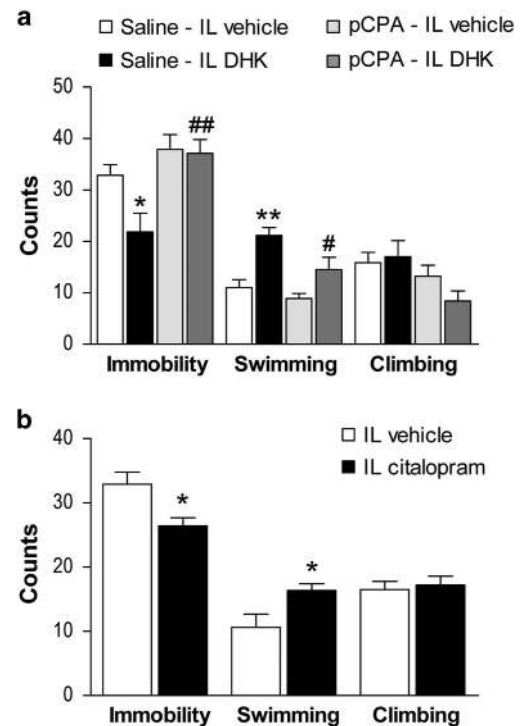 a
Saline - IL vehicle pCPA - IL vehicle
Saline - IL DHK pCPA - IL DHK
Counts
50
40
30
20
10
0
*
##
**
#
Immobility Swimming Climbing
b
IL vehicle
IL citalopram
Counts
40
30
20
10
0
*
*
Immobility Swimming Climbing